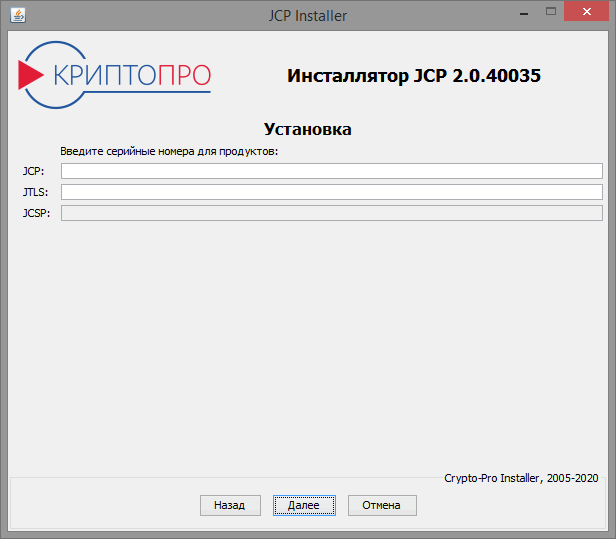 JCP Installer
КРИПТОПРО
Инсталлятор JCP 2.0.40035
Установка
Введите серийные номера для продуктов:
JCP:
JTLS:
JCSP:
Crypto-Pro Installer, 2005-2020
Назад Далее Отмена